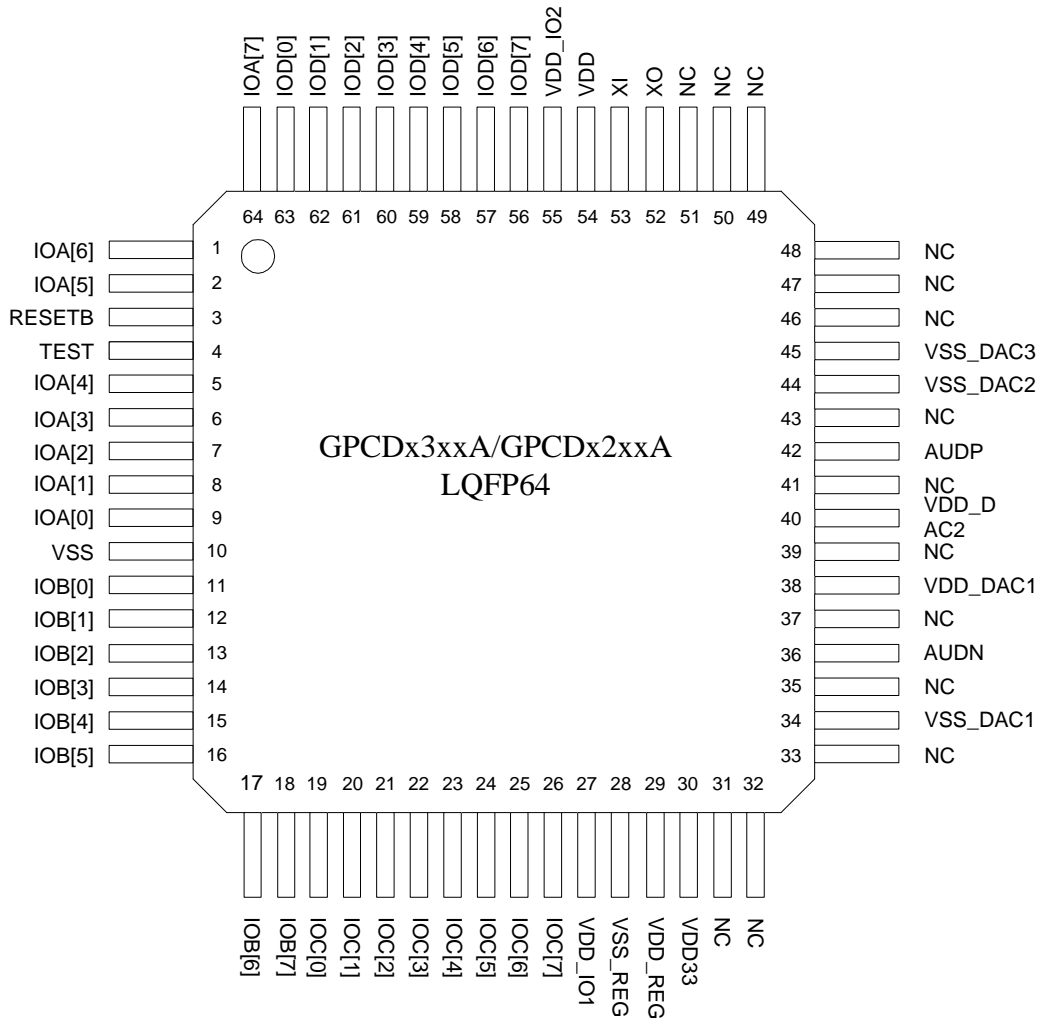 IOA[7]
IOD[0]
IOD[1]
IOD[2]
IOD[3]
IOD[4]
IOD[5]
IOD[6]
IOD[7]
VDD_IO2
VDD
XI
XO
NC
NC
NC
64 63 62 61 60 59 58 57 56 55 54 53 52 51 50 49
IOA[6] 1
IOA[5] 2
RESETB 3
TEST 4
IOA[4] 5
IOA[3] 6
IOA[2] 7
IOA[1] 8
IOA[0] 9
VSS 10
IOB[0] 11
IOB[1] 12
IOB[2] 13
IOB[3] 14
IOB[4] 15
IOB[5] 16
GPCDx3xxA/GPCDx2xxA
LQFP64
48 NC
47 NC
46 NC
45 VSS_DAC3
44 VSS_DAC2
43 NC
42 AUDP
41 NC
40 VDD_D
AC2
39 NC
38 VDD_DAC1
37 NC
36 AUDN
35 NC
34 VSS_DAC1
33 NC
17 18 19 20 21 22 23 24 25 26 27 28 29 30 31 32
IOB[6]
IOB[7]
IOC[0]
IOC[1]
IOC[2]
IOC[3]
IOC[4]
IOC[5]
IOC[6]
IOC[7]
VDD_IO1
VSS_REG
VDD_REG
VDD33
NC
NC